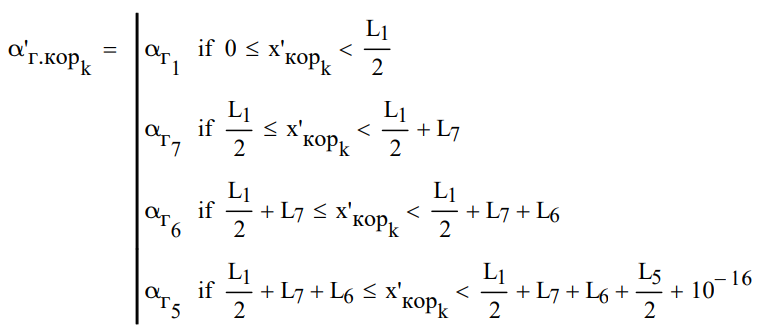 α'г.корk = αг1 if 0 ≤ x'корk < L1/2
αг7 if L1/2 ≤ x'корk < L1/2 + L7
αг6 if L1/2 + L7 ≤ x'корk < L1/2 + L7 + L6
αг5 if L1/2 + L7 + L6 ≤ x'корk < L1/2 + L7 + L6 + L5/2 + 10^-16